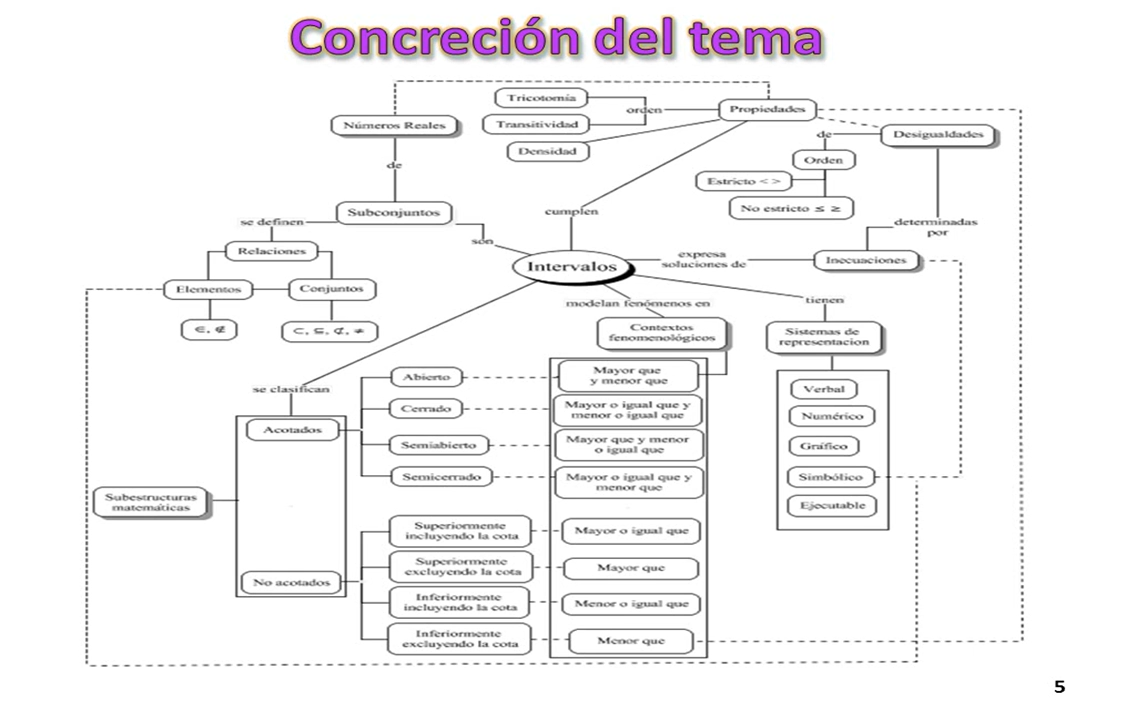 Concreción del tema
Tricotomía
orden
Propiedades
Números Reales
Transitividad
de
Desigualdades
Densidad
Orden
de
Estricto < >
Subconjuntos
No estricto ≤ ≥
cumplen
se definen
determinadas
por
son
Relaciones
Intervalos
expresa
soluciones de
Inecuaciones
Elementos
Conjuntos
modelan fenómenos en
tienen
∈, ∉
⊂, ⊆, ⊄, ≠
Contextos
fenomenológicos
Sistemas de
representacion
se clasifican
Abierto
Mayor que
y menor que
Verbal
Cerrado
Mayor o igual que y
menor o igual que
Numérico
Acotados
Semiabierto
Mayor que y menor
o igual que
Gráfico
Semicerrado
Mayor o igual que y
menor que
Simbólico
Subestructuras
matemáticas
Ejecutable
Superiormente
incluyendo la cota
Mayor o igual que
Superiormente
excluyendo la cota
Mayor que
No acotados
Inferiormente
incluyendo la cota
Menor o igual que
Inferiormente
excluyendo la cota
Menor que
5